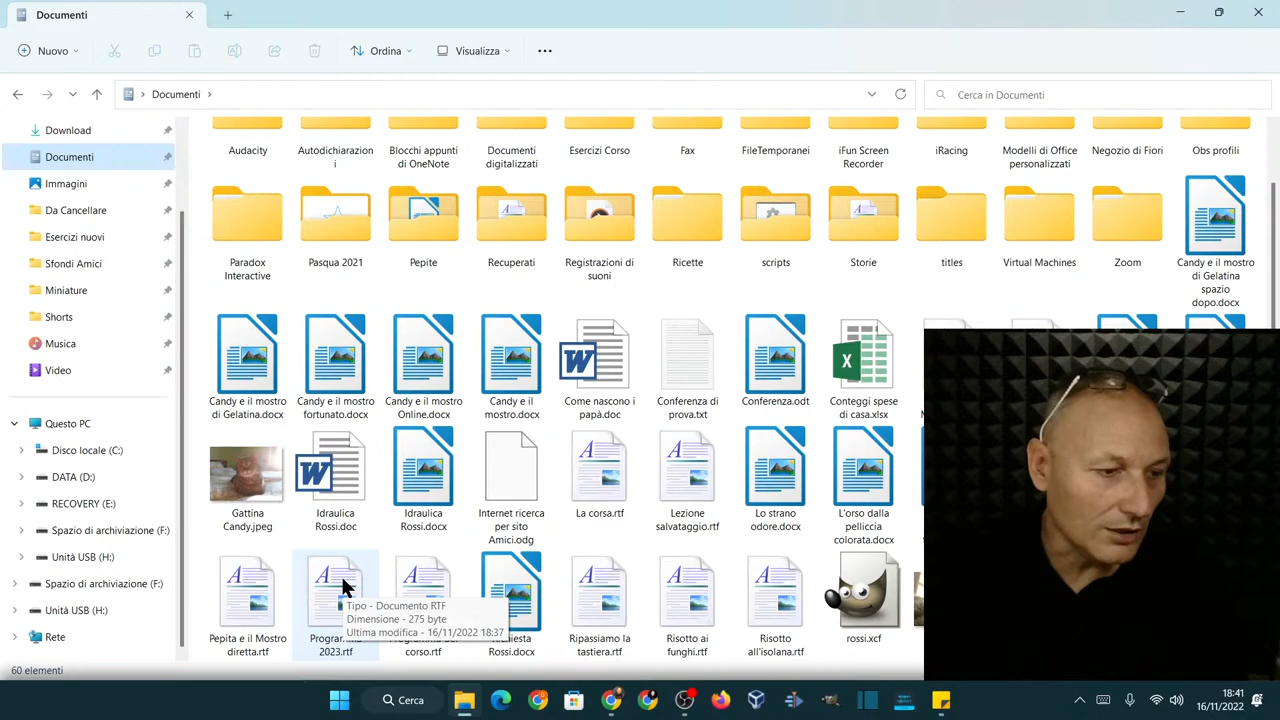 Documenti
Nuovo
Ordina
Visualizza
Documenti
Cerca in Documenti
Download
Documenti
Immagini
Da Cancellare
Esercizi nuovi
Sfondi Amici
Miniature
Shorts
Musica
Video
Questo PC
Disco locale (C:)
DATA (D:)
RECOVERY (E:)
Spazio di archiviazione (F:)
Unità USB (H:)
Spazio di archiviazione (F:)
Unità USB (H:)
Rete
Audacity
Autodichiarazion
i
Blocchi appunti
di OneNote
Documenti
digitalizzati
Esercizi Corso
Fax
FileTemporanei
iFun Screen
Recorder
iRacing
Modelli di Office
personalizzati
Negozio di Fiori
Obs profili
Paradox
Interactive
Pasqua 2021
Pepite
Recuperati
Registrazioni di
suoni
Ricette
scripts
Storie
titles
Virtual Machines
Zoom
Candy e il mostro
di Gelatina
spazio
dopo.docx
Candy e il mostro
di Gelatina.docx
Candy e il mostro
fortunato.docx
Candy e il mostro
Online.docx
Candy e il
mostro.docx
Come nascono i
papà.doc
Conferenza di
prova.txt
Conferenza.odt
Conteggi spese
di casa.xlsx
Gattina
Candy.jpeg
Idraulica
Rossi.doc
Idraulica
Rossi.docx
Internet ricerca
per sito
Amici.odg
La corsa.rtf
Lezione
salvataggio.rtf
Lo strano
odore.docx
L'orso dalla
pelliccia
colorata.docx
Pepita e il Mostro
diretta.rtf
2023.rtf
corso.rtf
Rossi.docx
Ripassiamo la
tastiera.rtf
Risotto ai
funghi.rtf
Risotto
all'isolana.rtf
rossi.xcf
Tipo - Documento RTF
Dimensione - 275 byte
Ultima modifica - 16/11/2022 18:37
60 elementi
Cerca
18:41
16/11/2022